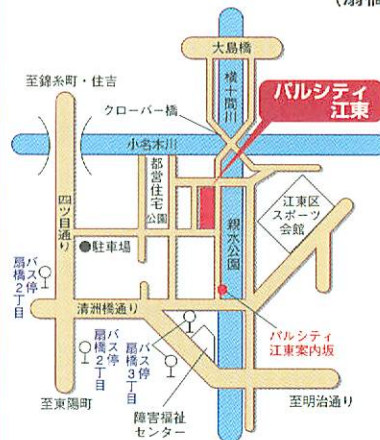 大島橋
至錦糸町・住吉
横十間川
クローバー橋
パルシティ
江東
小名木川
都営住宅
公園
四ツ目通り
江東区
スポーツ
会館
親水公園
●駐車場
バス停
扇橋2丁目
清洲橋通り
バス停
扇橋2丁目
バス停
扇橋3丁目
パルシティ
江東案内坂
障害福祉
センター
至東陽町
至明治通り